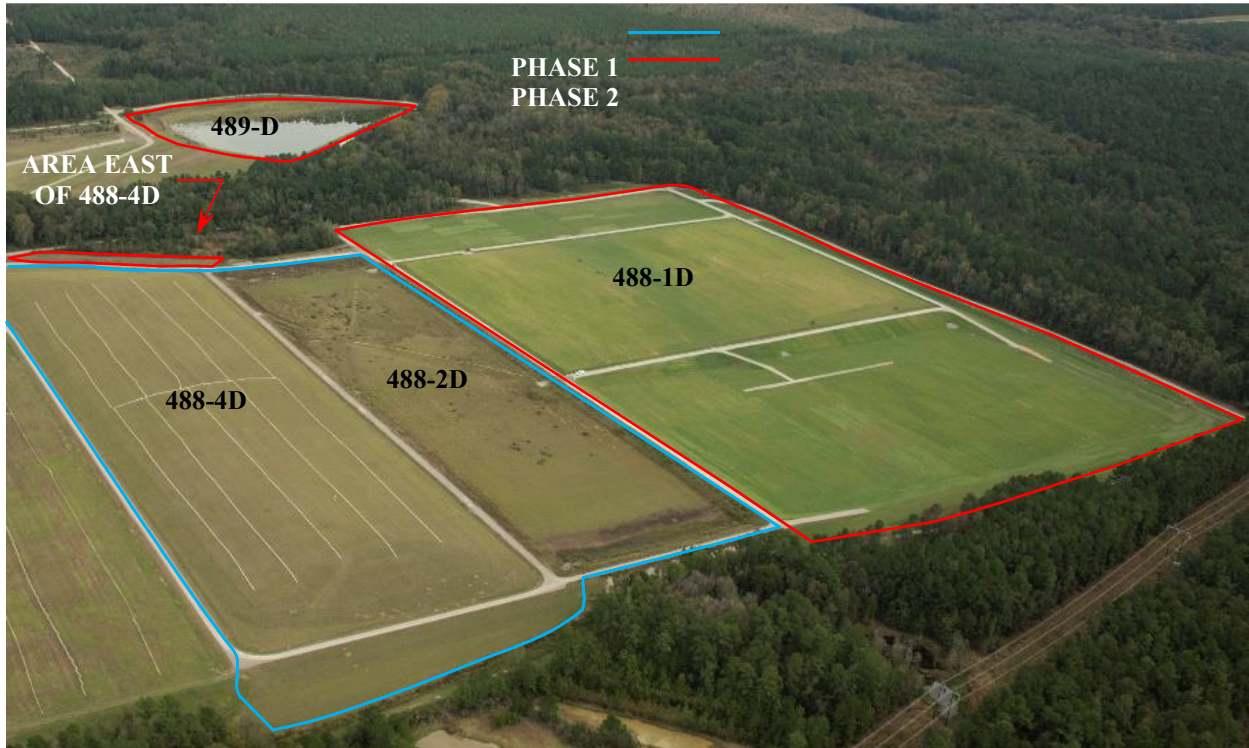 PHASE 1
PHASE 2
489-D
AREA EAST
OF 488-4D
488-1D
488-2D
488-4D